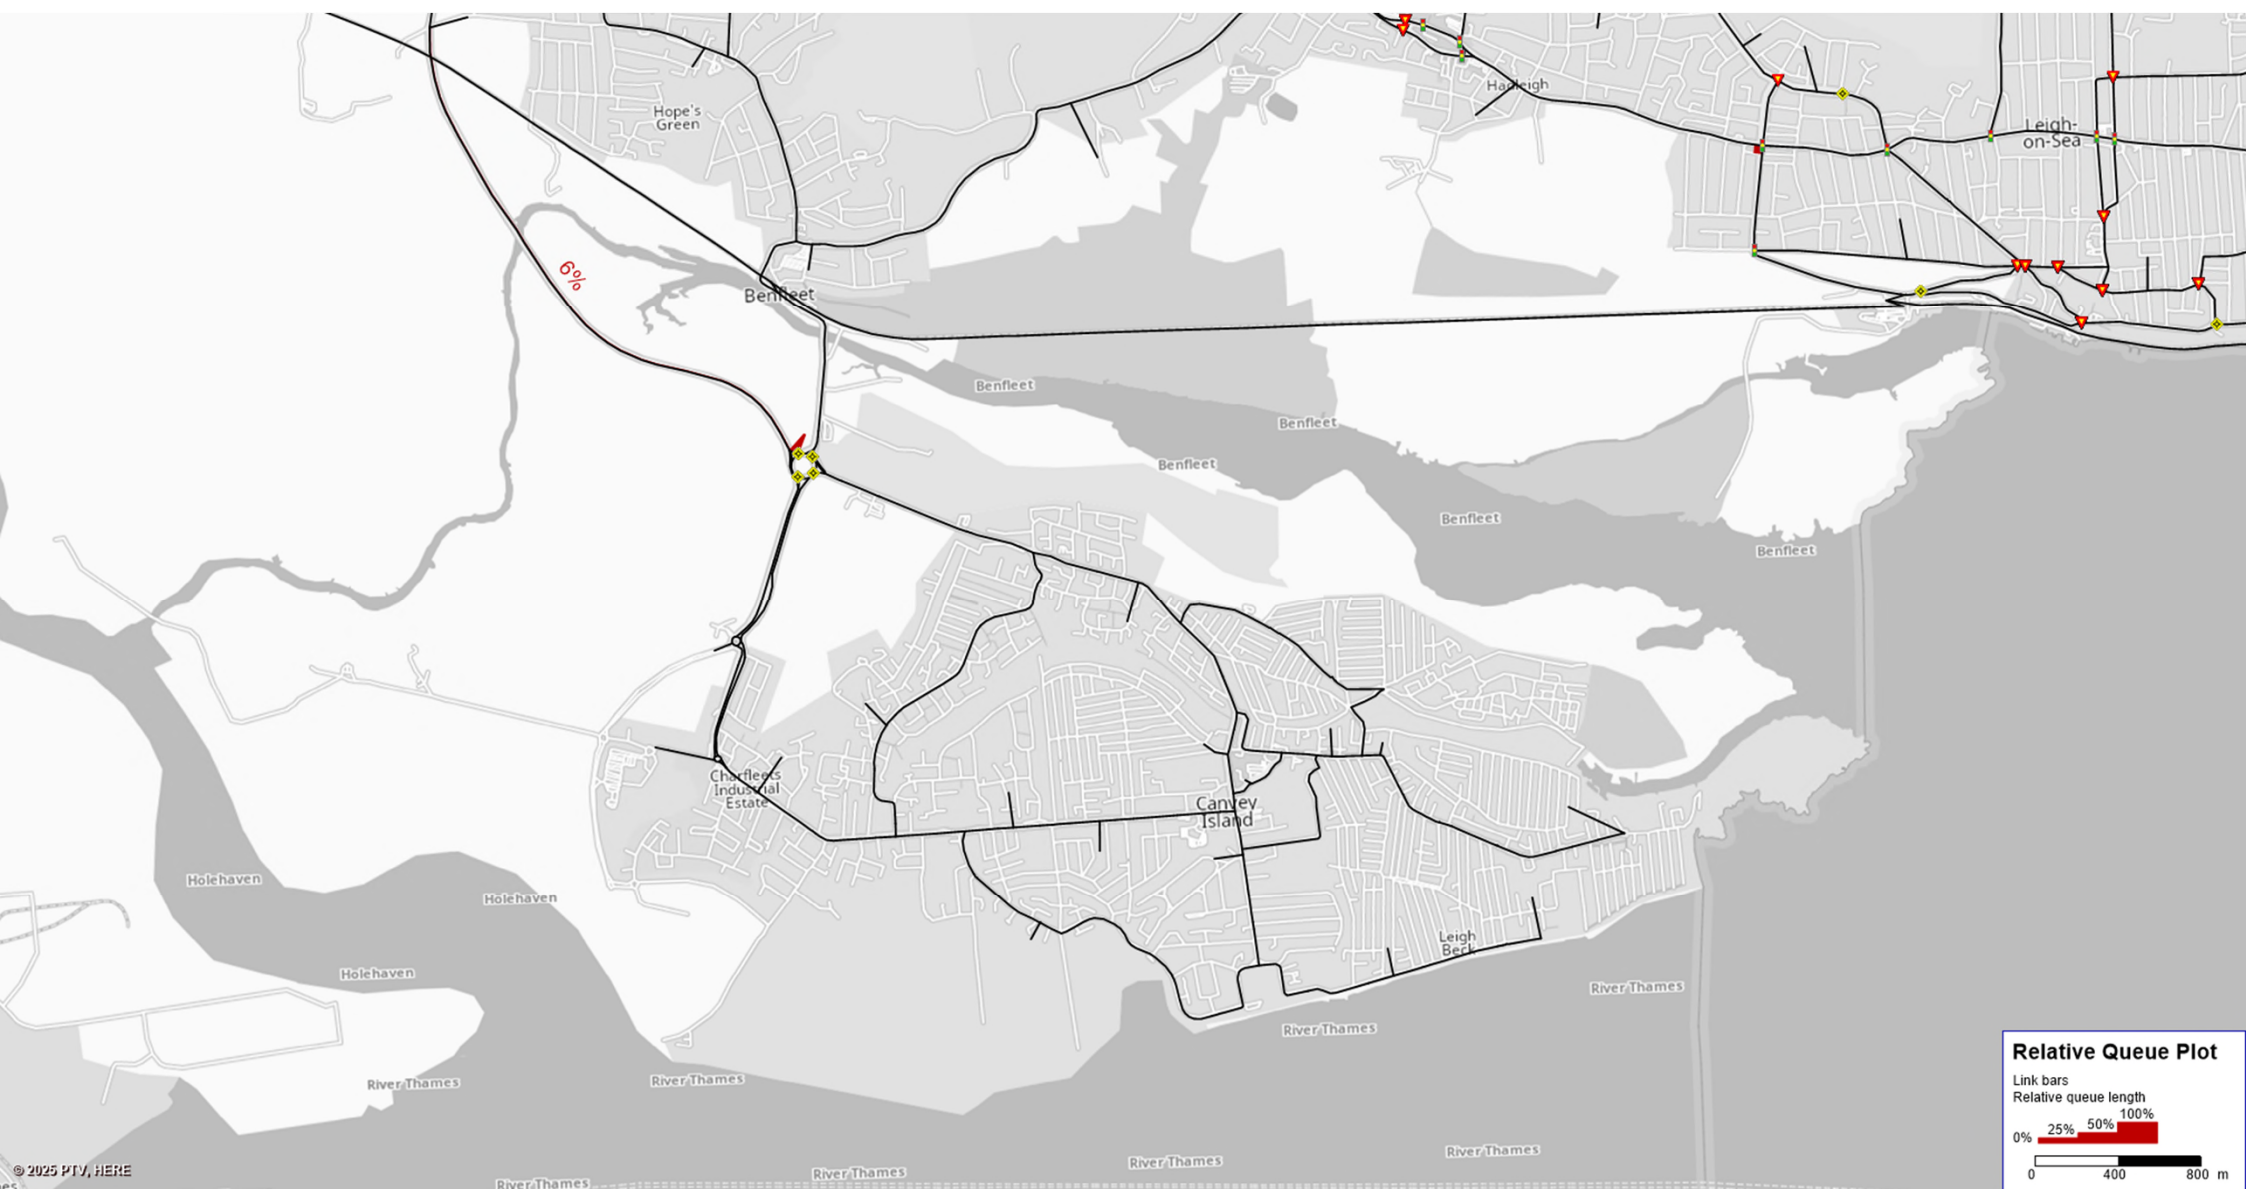 Hope's
Green
Hadleigh
Leigh-
on-Sea
6%
Benfleet
Benfleet
Benfleet
Benfleet
Benfleet
Benfleet
Charfleets
Industrial
Estate
Canvey
Island
Holehaven
Holehaven
Leigh
Beck
Holehaven
River Thames
River Thames
River Thames
River Thames
Relative Queue Plot
Link bars
Relative queue length
0% 25% 50% 100%
0 400 800 m
River Thames
River Thames
River Thames
River Thames
© 2025 PTV, HERE